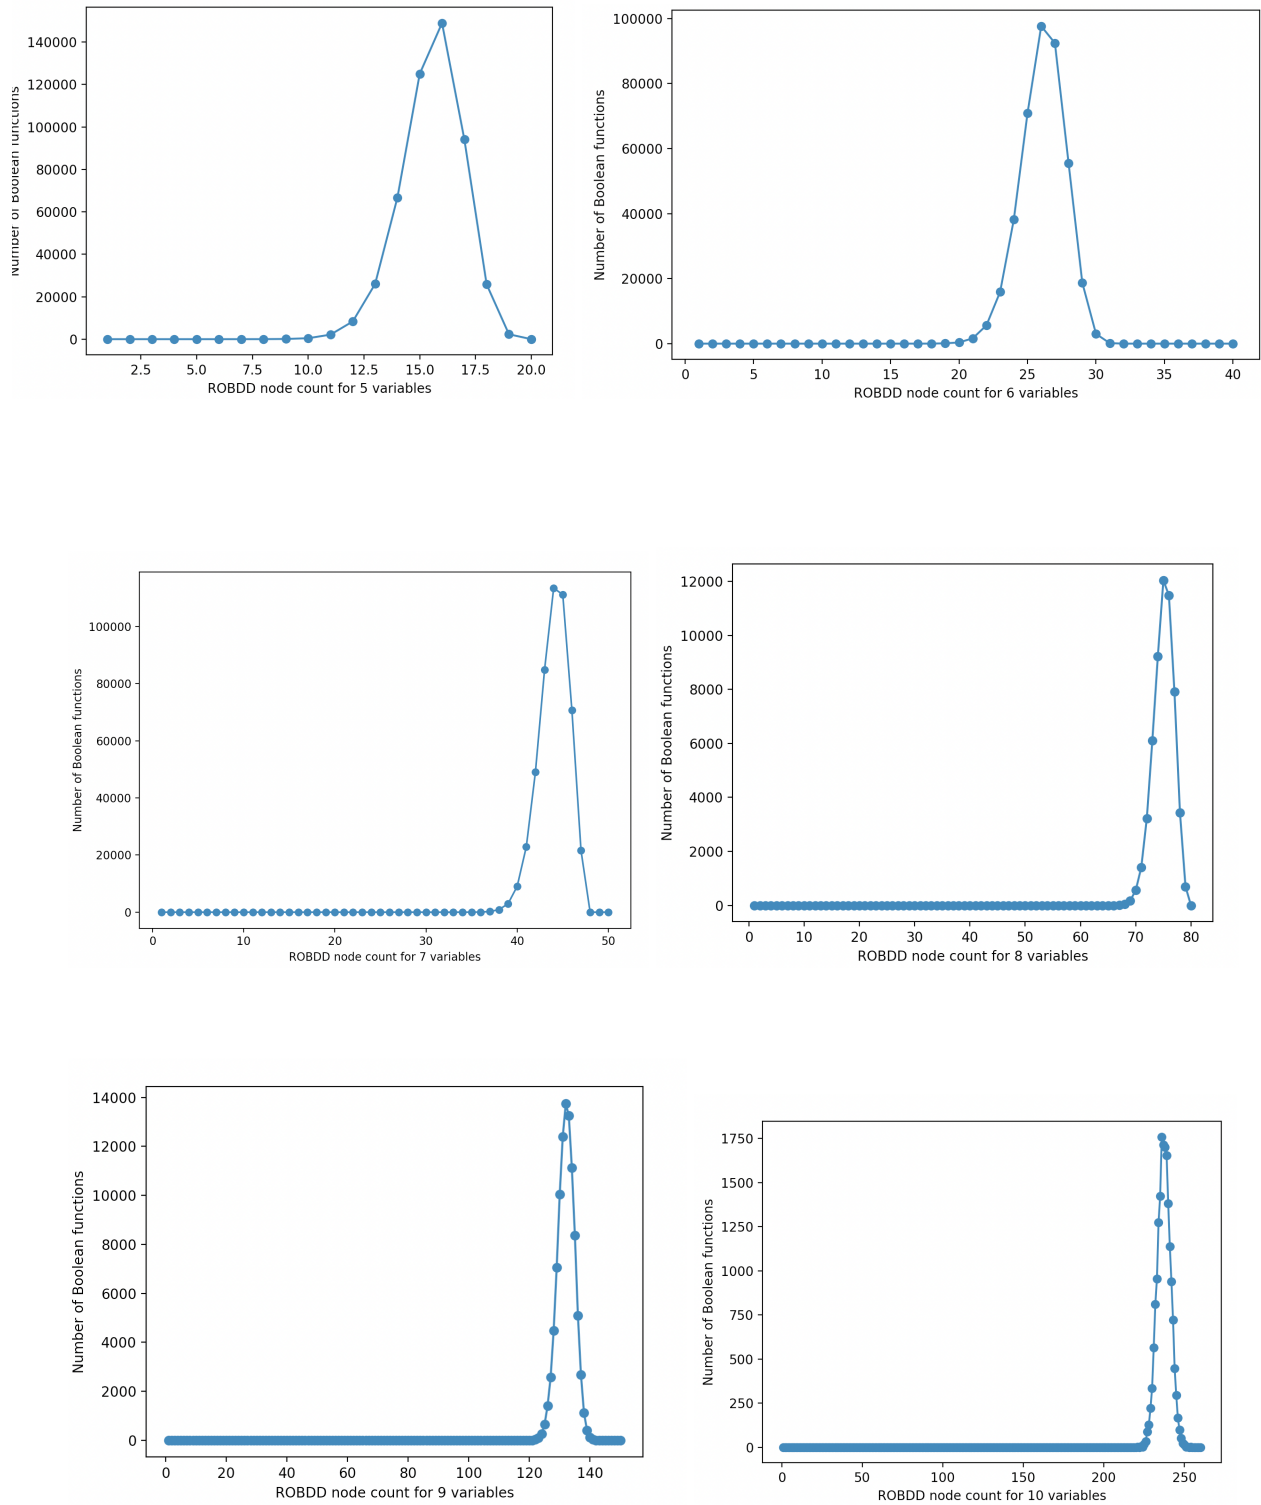 140000
120000
100000
80000
60000
40000
20000
0
Number of Boolean functions
2.5 5.0 7.5 10.0 12.5 15.0 17.5 20.0
ROBDD node count for 5 variables
100000
80000
60000
40000
20000
0
Number of Boolean functions
0 5 10 15 20 25 30 35 40
ROBDD node count for 6 variables
100000
80000
60000
40000
20000
0
Number of Boolean functions
0 10 20 30 40 50
ROBDD node count for 7 variables
12000
10000
8000
6000
4000
2000
0
Number of Boolean functions
0 10 20 30 40 50 60 70 80
ROBDD node count for 8 variables
14000
12000
10000
8000
6000
4000
2000
0
Number of Boolean functions
0 20 40 60 80 100 120 140
ROBDD node count for 9 variables
1750
1500
1250
1000
750
500
250
0
Number of Boolean functions
0 50 100 150 200 250
ROBDD node count for 10 variables